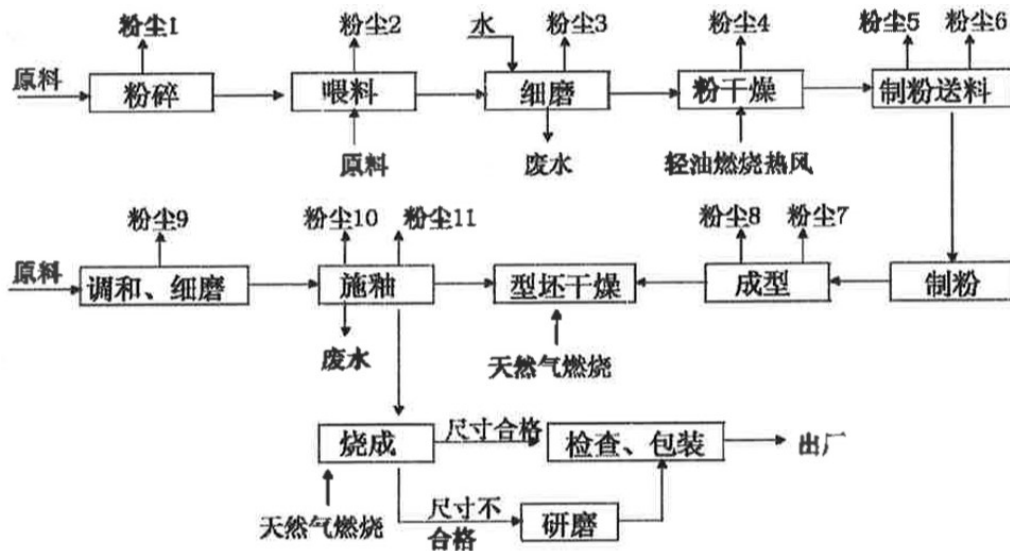 粉尘1
粉尘2
水
粉尘3
粉尘4
粉尘5
粉尘6
原料
粉碎
喂料
细磨
粉干燥
制粉送料
原料
废水
轻油燃烧热风
粉尘9
粉尘10
粉尘11
粉尘8
粉尘7
原料
调和、细磨
施釉
型坯干燥
成型
制粉
废水
天然气燃烧
烧成
尺寸合格
检查、包装
出厂
天然气燃烧
尺寸不
合格
研磨